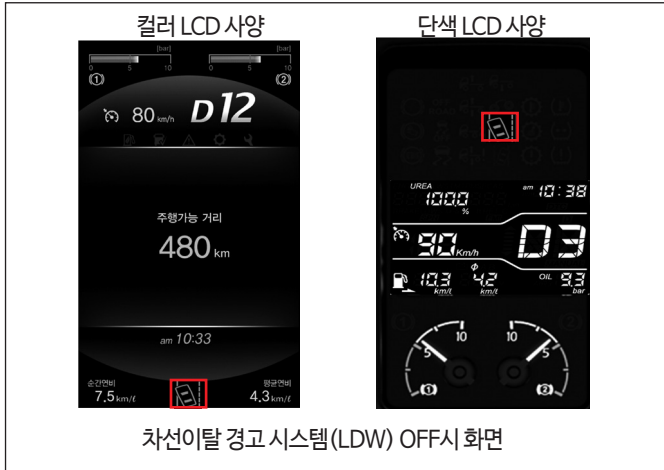 컬러 LCD 사양
단색 LCD 사양
[bar]
[bar]
0 5 10
0 5 10
(1)
(2)
80 km/h D12
주행가능 거리
480 km
am 10:33
순간연비
7.5 km/ℓ
평균연비
4.3 km/ℓ
UREA
100.0
%
am 10:38
90 Km/h
D3
10.3
km/ℓ
Φ
4.2
km/ℓ
OIL 9.3
bar
10
5
(1)
10
5
(2)
차선이탈 경고 시스템(LDW) OFF시 화면